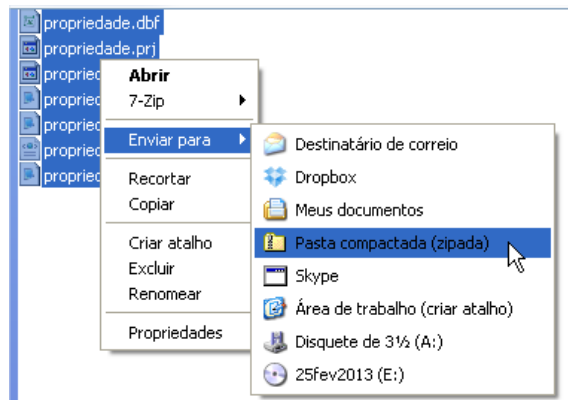 propriedade.dbf
propriedade.prj
propried
propried
propried
propried
propried
Abrir
7-Zip
Enviar para
Recortar
Copiar
Criar atalho
Excluir
Renomear
Propriedades
Destinatário de correio
Dropbox
Meus documentos
Pasta compactada (zipada)
Skype
Área de trabalho (criar atalho)
Disquete de 3½ (A:)
25fev2013 (E:)